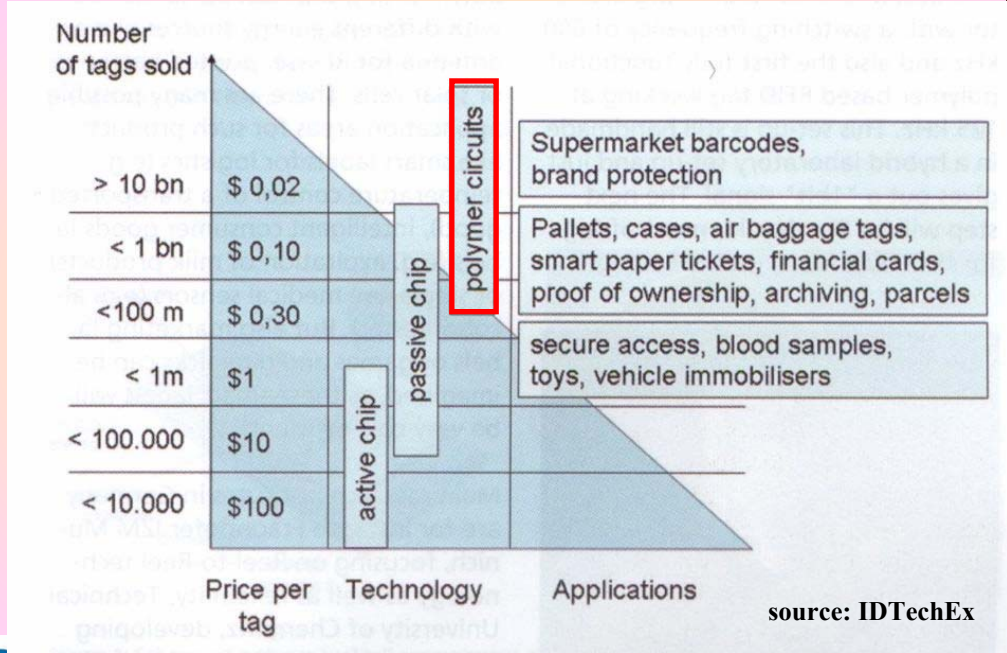 Number
of tags sold
> 10 bn
$ 0,02
< 1 bn
$ 0,10
<100 m
$ 0,30
< 1m
$1
< 100.000
$10
< 10.000
$100
active chip
passive chip
polymer circuits
Supermarket barcodes,
brand protection
Pallets, cases, air baggage tags,
smart paper tickets, financial cards,
proof of ownership, archiving, parcels
secure access, blood samples,
toys, vehicle immobilisers
Price per
tag
Technology
Applications
source: IDTechEx